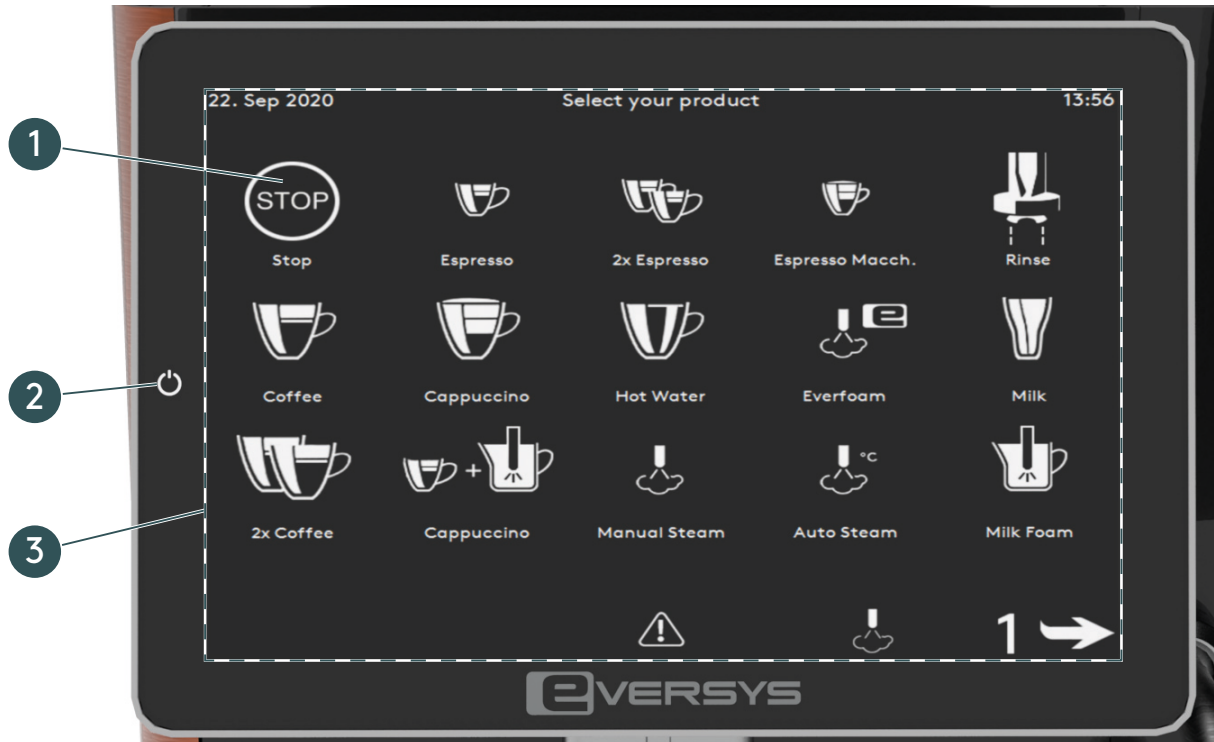 22. Sep 2020 Select your product 13:56
1
STOP
Stop Espresso 2x Espresso Espresso Macch. Rinse
e
2
Coffee Cappuccino Hot Water Everfoam Milk
+ °C
3
2x Coffee Cappuccino Manual Steam Auto Steam Milk Foam
1
eVERSYS